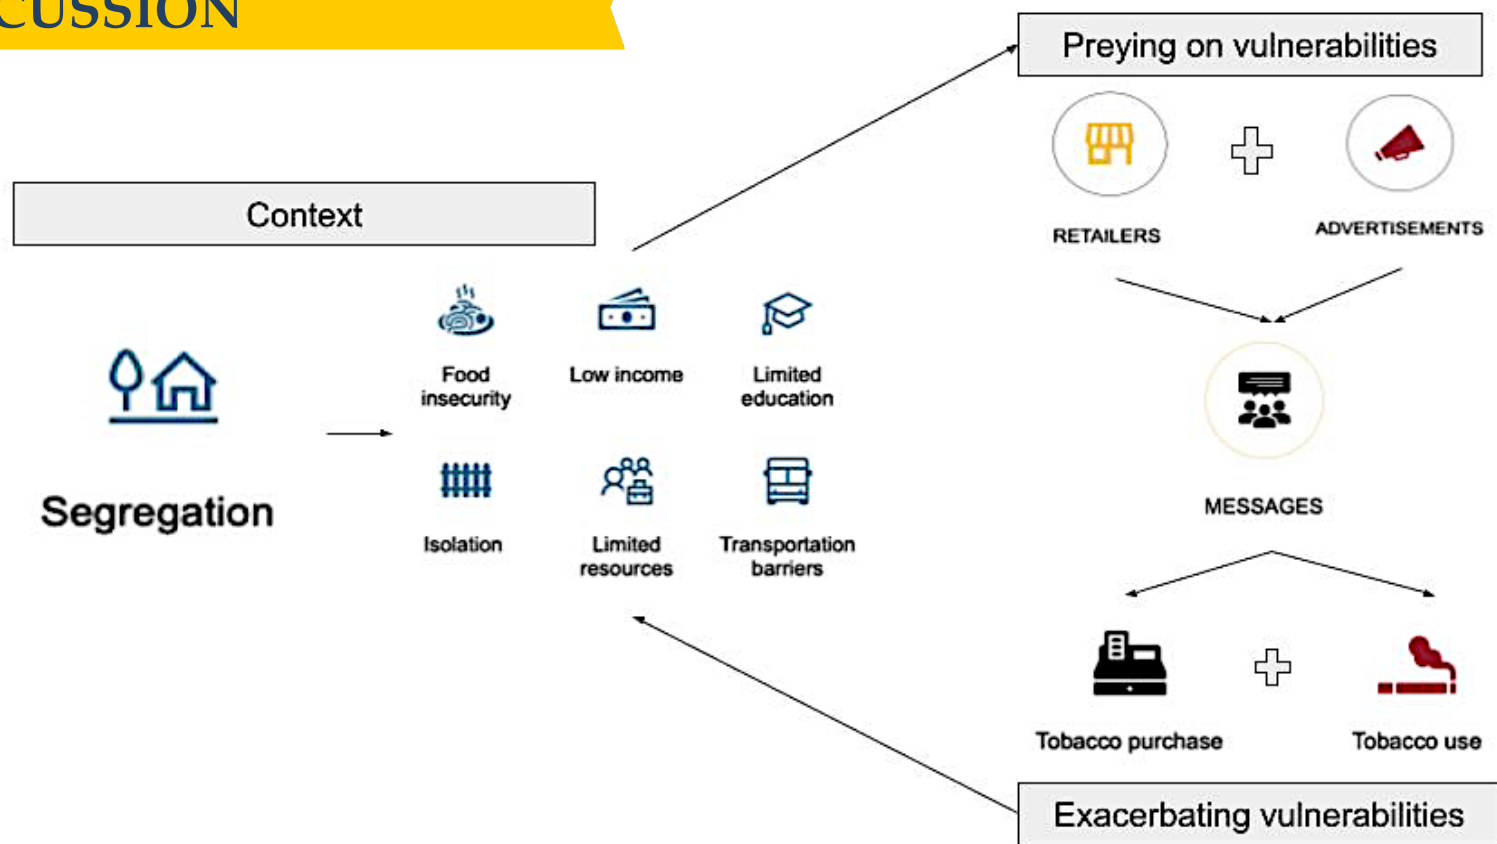 CUSSION
Preying on vulnerabilities
RETAILERS
ADVERTISEMENTS
Context
Food
insecurity
Low income
Limited
education
Segregation
Isolation
Limited
resources
Transportation
barriers
MESSAGES
Tobacco purchase
Tobacco use
Exacerbating vulnerabilities